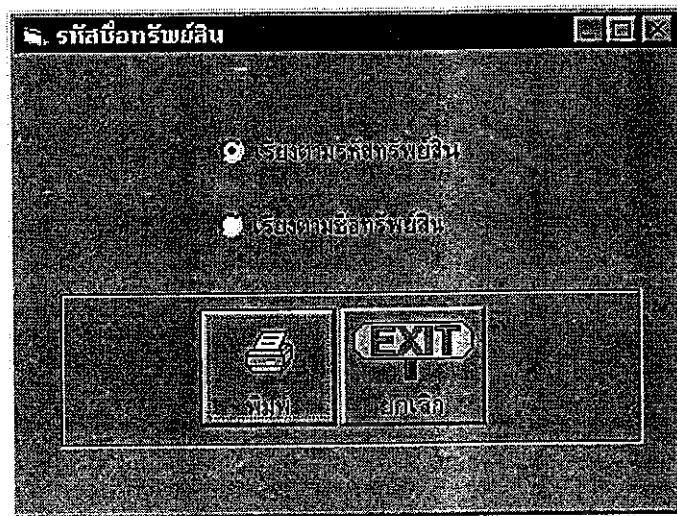 รหัสชื่อทรัพย์สิน
เรียงตามรหัสทรัพย์สิน
เรียงตามชื่อทรัพย์สิน
EXIT
พิมพ์
ยกเลิก